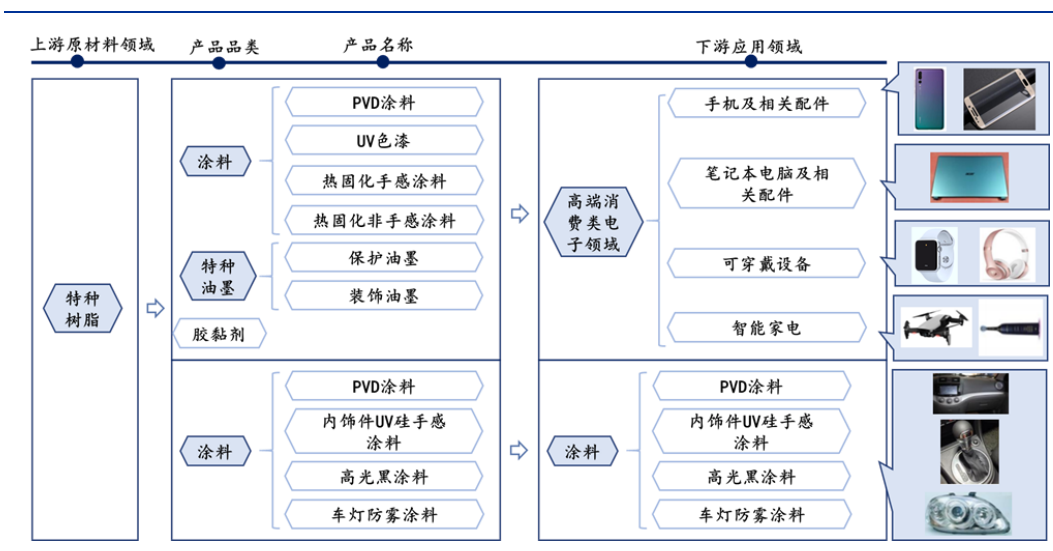 上游原材料领域
产品品类
产品名称
下游应用领域
特种
树脂
涂料
PVD涂料
UV色漆
热固化手感涂料
热固化非手感涂料
特种
油墨
保护油墨
装饰油墨
胶黏剂
高端消
费类电
子领域
手机及相关配件
笔记本电脑及相
关配件
可穿戴设备
智能家电
涂料
PVD涂料
内饰件UV硅手感
涂料
高光黑涂料
车灯防雾涂料
涂料
PVD涂料
内饰件UV硅手感
涂料
高光黑涂料
车灯防雾涂料